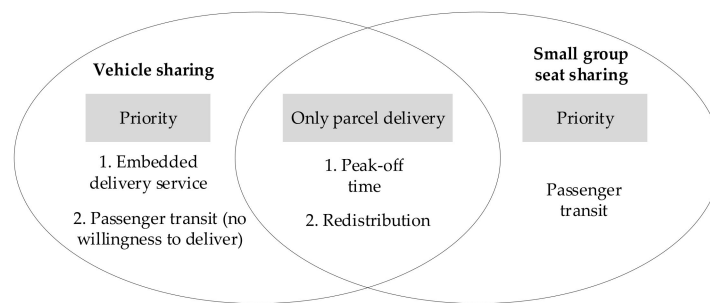 Vehicle sharing
Priority
1. Embedded
delivery service
2. Passenger transit (no
willingness to deliver)
Only parcel delivery
1. Peak-off
time
2. Redistribution
Small group
seat sharing
Priority
Passenger
transit